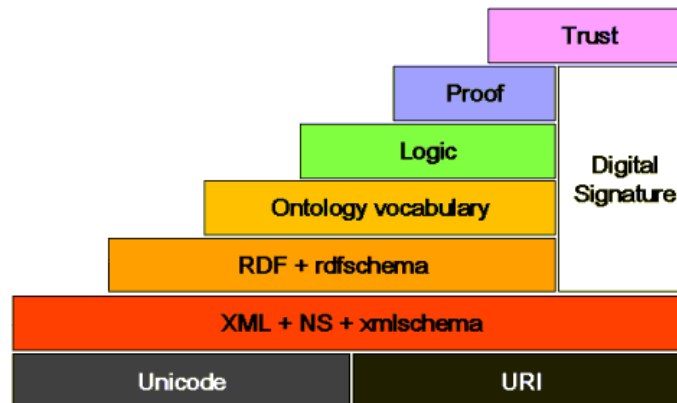 Trust
Proof
Logic
Digital
Signature
Ontology vocabulary
RDF + rdfschema
XML + NS + xmlschema
Unicode
URI